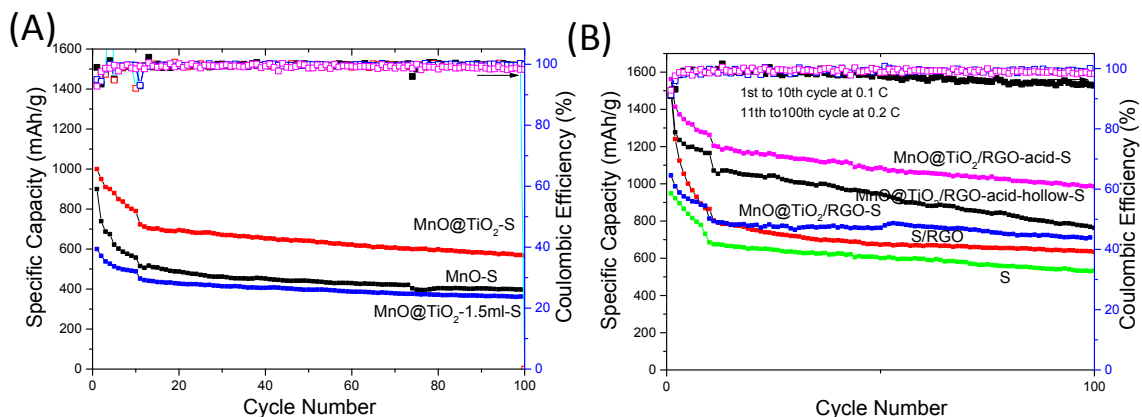 (A)
Specific Capacity (mAh/g)
1600
1400
1200
1000
800
600
400
200
0
0
20
40
60
80
100
Cycle Number
100
80
60
40
20
0
Coulombic Efficiency (%)
MnO@TiO₂-S
MnO-S
MnO@TiO₂-1.5ml-S
(B)
Specific Capacity (mAh/g)
1600
1400
1200
1000
800
600
400
200
0
0
100
Cycle Number
100
80
60
40
20
0
Coulombic Efficiency (%)
1st to 10th cycle at 0.1 C
11th to100th cycle at 0.2 C
MnO@TiO₂/RGO-acid-S
MnO@TiO₂/RGO-acid-hollow-S
MnO@TiO₂/RGO-S
S/RGO
S